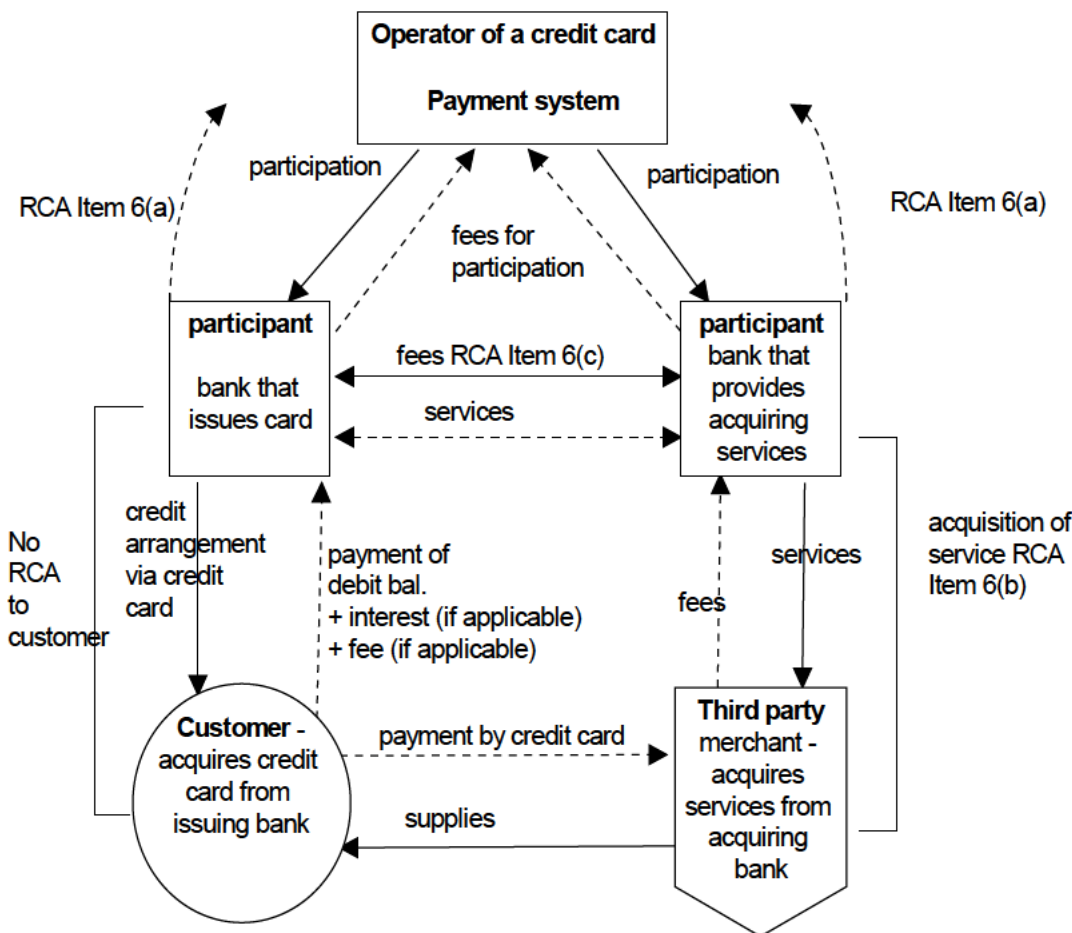 Operator of a credit card
Payment system
participation
participation
RCA Item 6(a)
RCA Item 6(a)
fees for
participation
participant
bank that
issues card
fees RCA Item 6(c)
services
participant
bank that
provides
acquiring
services
No
RCA
to
customer
credit
arrangement
via credit
card
payment of
debit bal.
+ interest (if applicable)
+ fee (if applicable)
fees
services
acquisition of
service RCA
Item 6(b)
Customer -
acquires credit
card from
issuing bank
payment by credit card
supplies
Third party
merchant -
acquires
services from
acquiring
bank